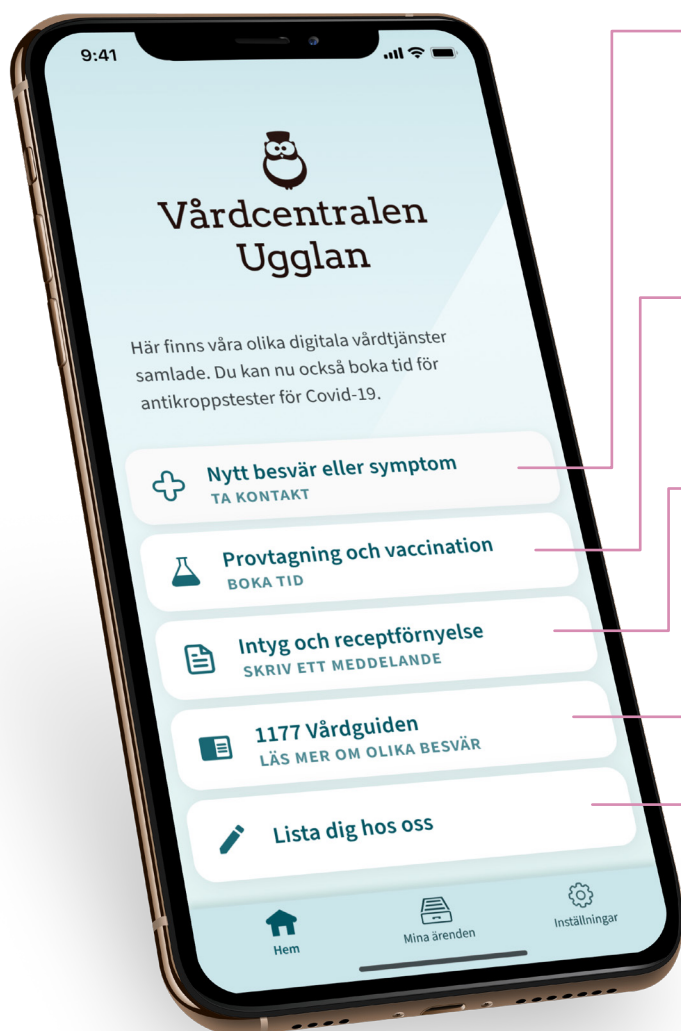 9:41
Vårdcentralen
Ugglan
Här finns våra olika digitala vårdtjänster
samlade. Du kan nu också boka tid för
antikroppstester för Covid-19.
Nytt besvär eller symptom
TA KONTAKT
Provtagning och vaccination
BOKA TID
Intyg och receptförnyelse
SKRIV ETT MEDDELANDE
1177 Vårdguiden
LÄS MER OM OLIKA BESVÄR
Lista dig hos oss
Hem
Mina ärenden
Inställningar